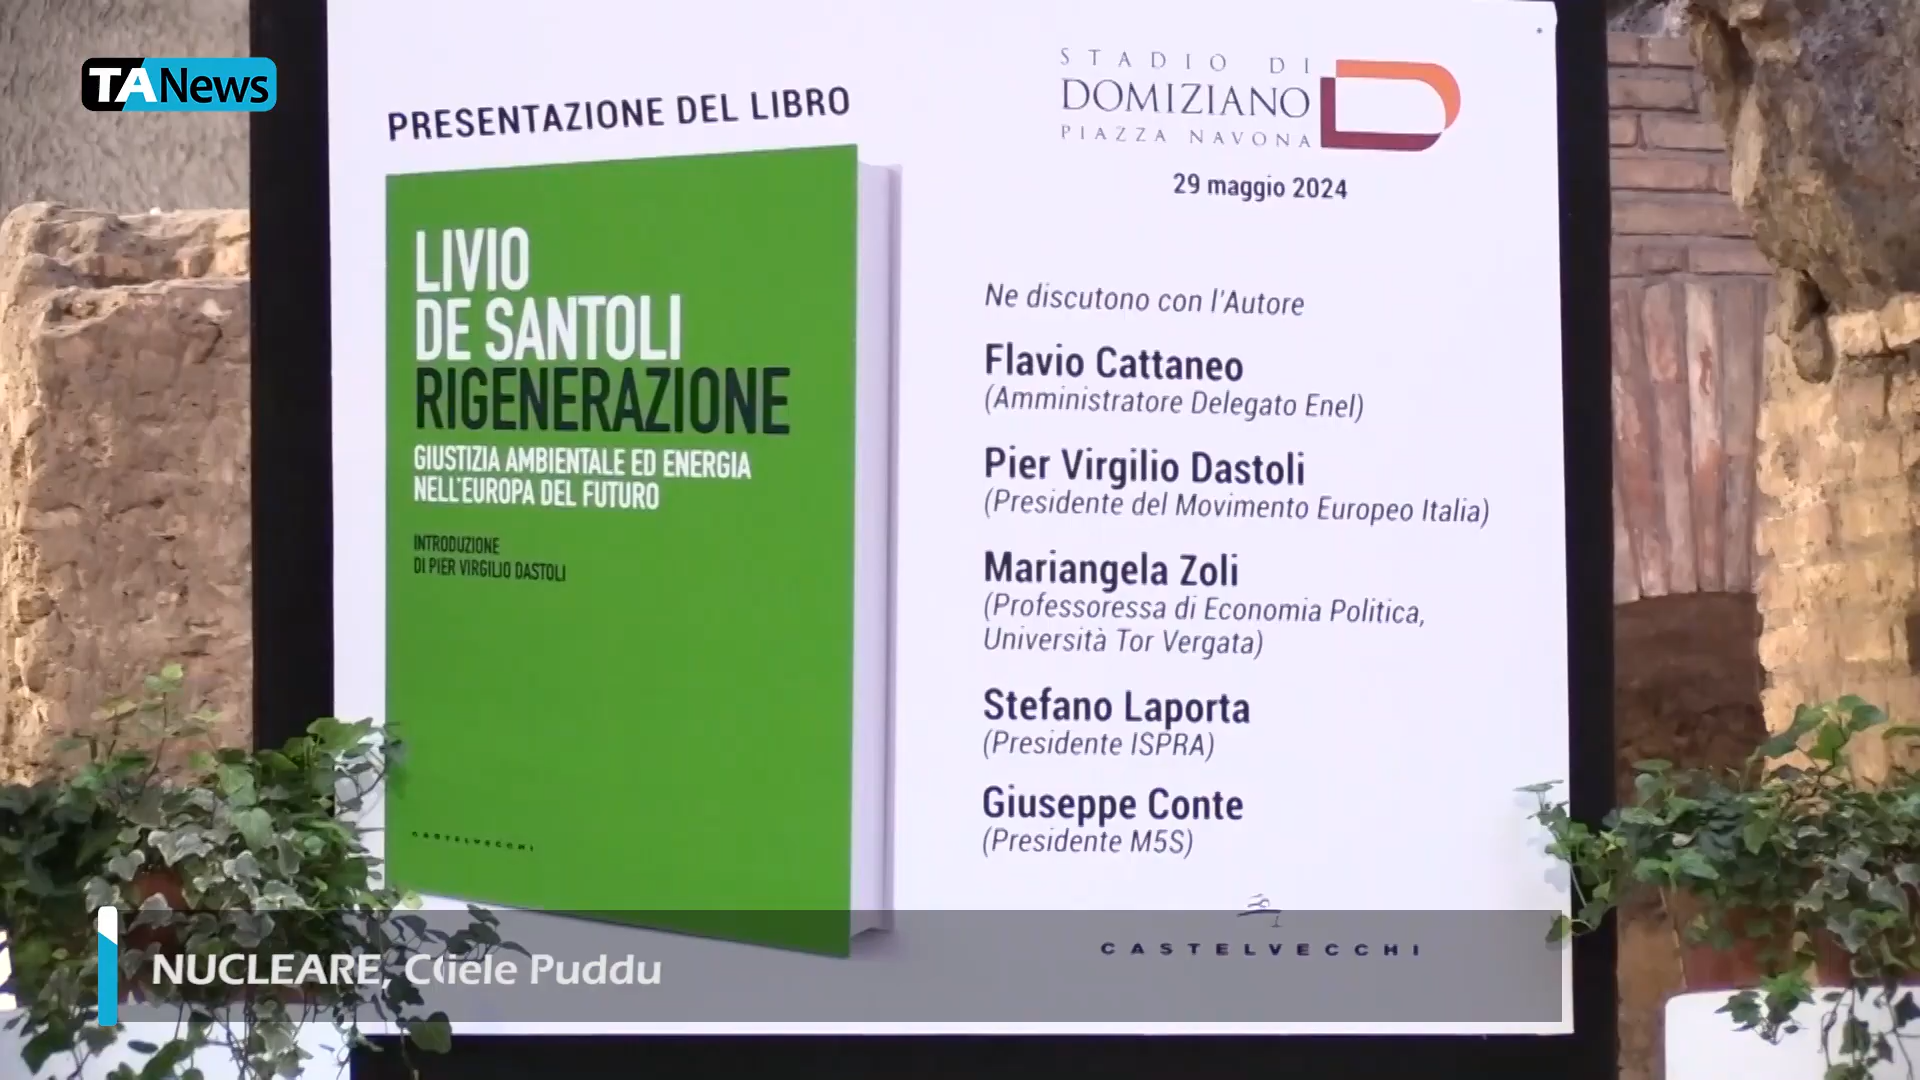 TANews
PRESENTAZIONE DEL LIBRO
STADIO DI
DOMIZIANO
PIAZZA NAVONA
29 maggio 2024
LIVIO
DE SANTOLI
RIGENERAZIONE
GIUSTIZIA AMBIENTALE ED ENERGIA
NELL'EUROPA DEL FUTURO
INTRODUZIONE
DI PIER VIRGILIO DASTOLI
CASTELVECCHI
Ne discutono con l'Autore
Flavio Cattaneo
(Amministratore Delegato Enel)
Pier Virgilio Dastoli
(Presidente del Movimento Europeo Italia)
Mariangela Zoli
(Professoressa di Economia Politica,
Università Tor Vergata)
Stefano Laporta
(Presidente ISPRA)
Giuseppe Conte
(Presidente M5S)
CASTELVECCHI
NUCLEARE, Puddu